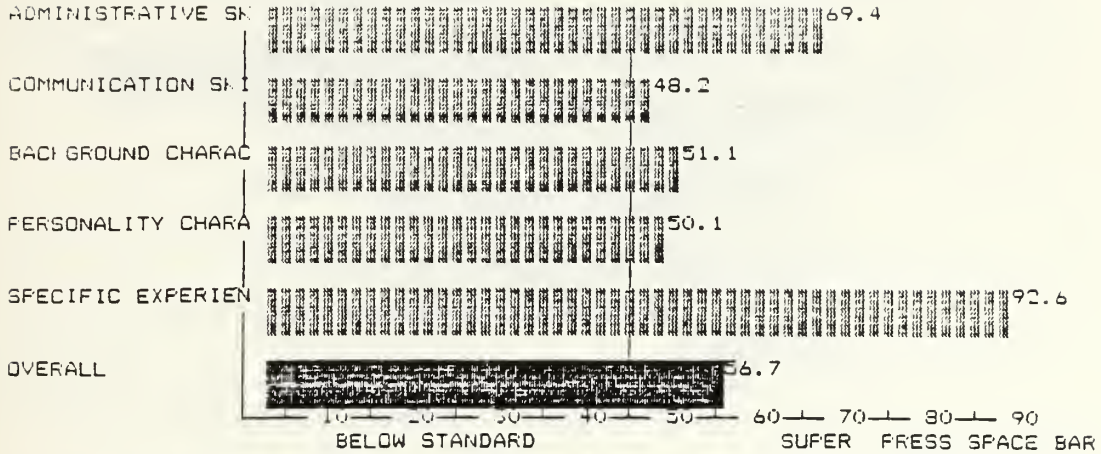 ADMINISTRATIVE SK 69.4
COMMUNICATION SKI 48.2
BACKGROUND CHARAC 51.1
PERSONALITY CHARA 50.1
SPECIFIC EXPERIEN 92.6
OVERALL 56.7
10 20 30 40 50 60 70 80 90
BELOW STANDARD SUPER PRESS SPACE BAR